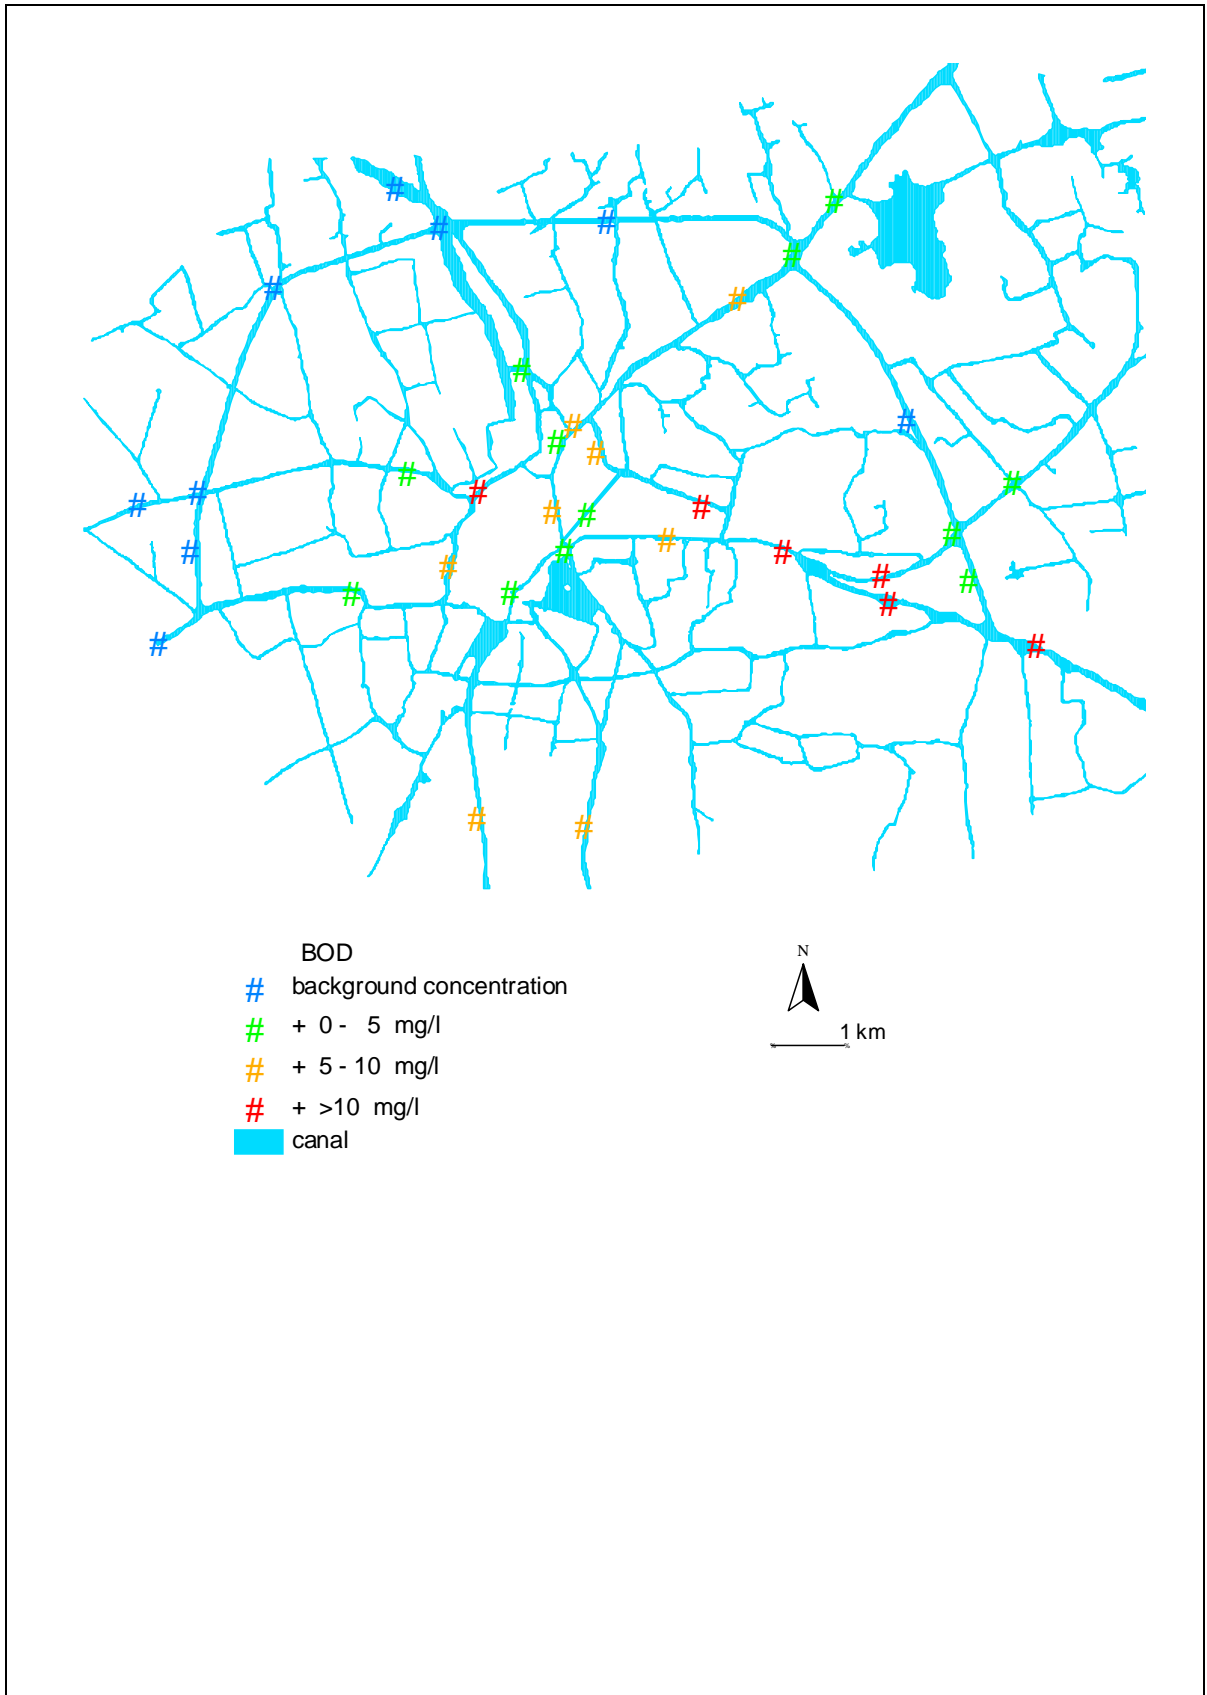 BOD
# background concentration
# + 0 - 5 mg/l
# + 5 - 10 mg/l
# + >10 mg/l
canal
N
1 km